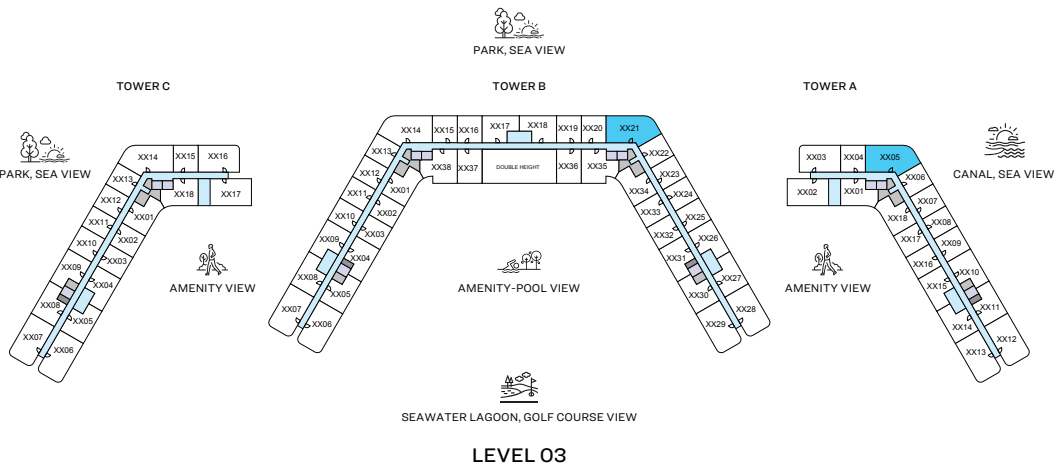 PARK, SEA VIEW
TOWER C
TOWER B
TOWER A
XX14
XX15
XX16
XX13
XX12
XX11
XX10
XX09
XX08
XX07
XX06
XX05
XX04
XX03
XX02
XX01
XX18
XX17
PARK, SEA VIEW
AMENITY VIEW
XX14
XX15
XX16
XX17
XX18
XX19
XX20
XX21
XX13
XX12
XX11
XX10
XX09
XX08
XX07
XX06
XX05
XX04
XX03
XX02
XX01
XX38
XX37
DOUBLE HEIGHT
XX36
XX35
XX22
XX23
XX24
XX25
XX26
XX27
XX28
XX29
XX30
XX31
XX32
XX33
XX34
AMENITY-POOL VIEW
XX03
XX04
XX05
XX02
XX01
XX06
XX07
XX08
XX09
XX10
XX11
XX12
XX13
XX14
XX15
XX16
XX17
XX18
CANAL, SEA VIEW
AMENITY VIEW
SEAWATER LAGOON, GOLF COURSE VIEW
LEVEL 03